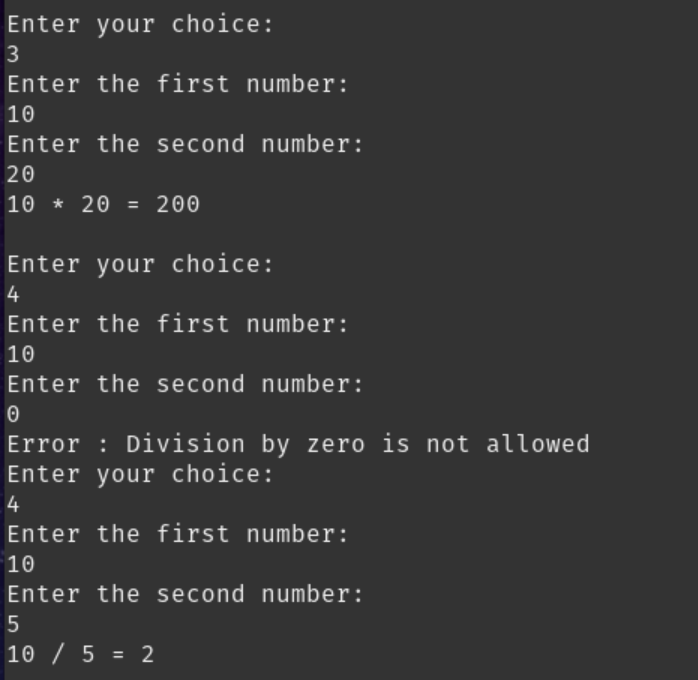 Enter your choice:
3
Enter the first number:
10
Enter the second number:
20
10 * 20 = 200
Enter your choice:
4
Enter the first number:
10
Enter the second number:
0
Error : Division by zero is not allowed
Enter your choice:
4
Enter the first number:
10
Enter the second number:
5
10 / 5 = 2